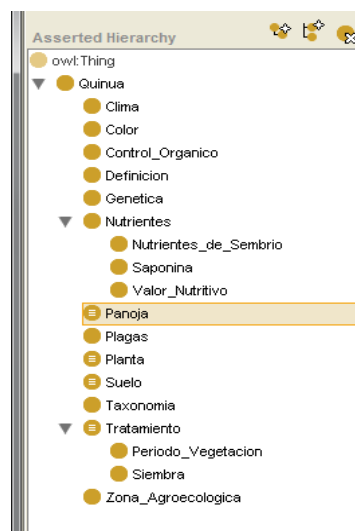 Asserted Hierarchy
owl:Thing
Quinua
Clima
Color
Control_Organico
Definicion
Genetica
Nutrientes
Nutrientes_de_Sembrio
Saponina
Valor_Nutritivo
Panoja
Plagas
Planta
Suelo
Taxonomia
Tratamiento
Periodo_Vegetacion
Siembra
Zona_Agroecologica